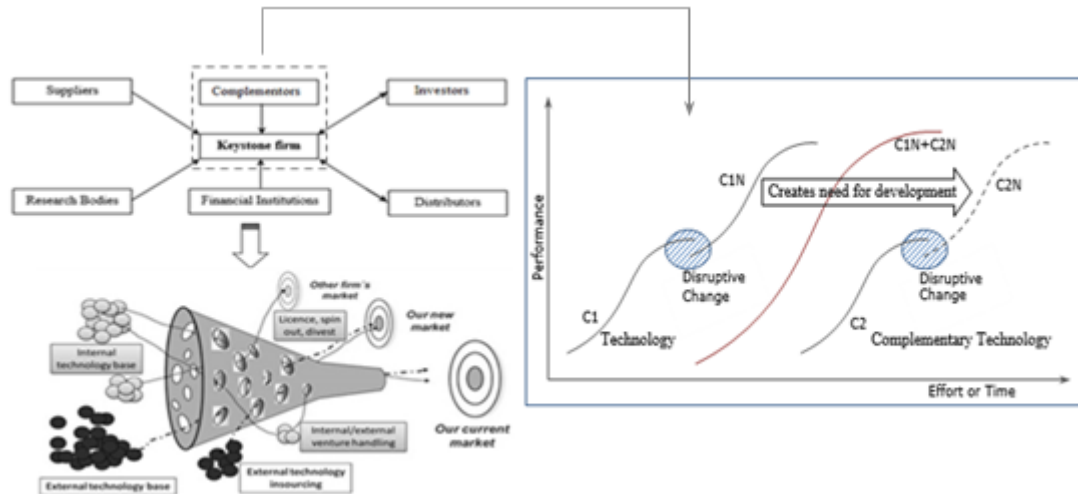 Suppliers
Complementors
Investors
Keystone firm
Research Bodies
Financial Institutions
Distributors
Other firm's
market
Licence, spin
out, divest
Our new
market
Internal
technology base
Our current
market
Internal/external
venture handling
External technology
insourcing
External technology base
Performance
C1N
C1N+C2N
Creates need for development
C2N
Disruptive
Change
C1
Technology
Disruptive
Change
C2
Complementary Technology
Effort or Time